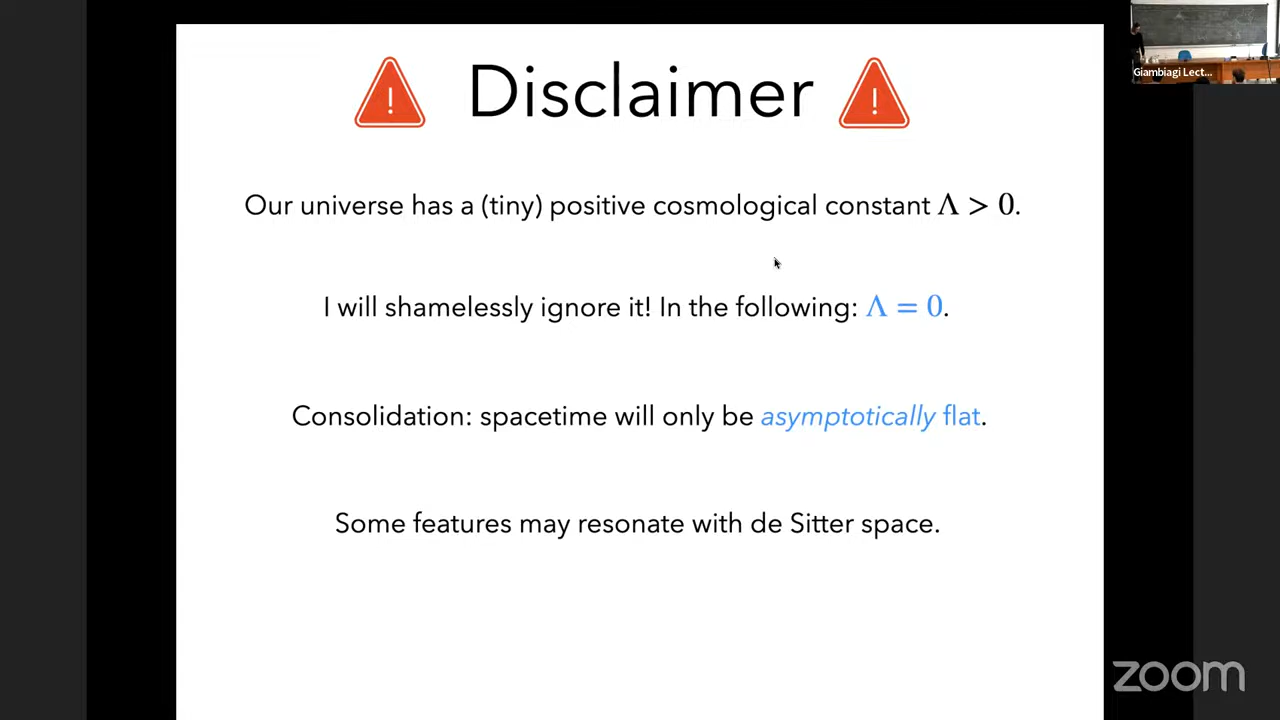 Disclaimer
Our universe has a (tiny) positive cosmological constant Λ > 0.
I will shamelessly ignore it! In the following: Λ = 0.
Consolidation: spacetime will only be asymptotically flat.
Some features may resonate with de Sitter space.
Giambiagi Lect...
zoom